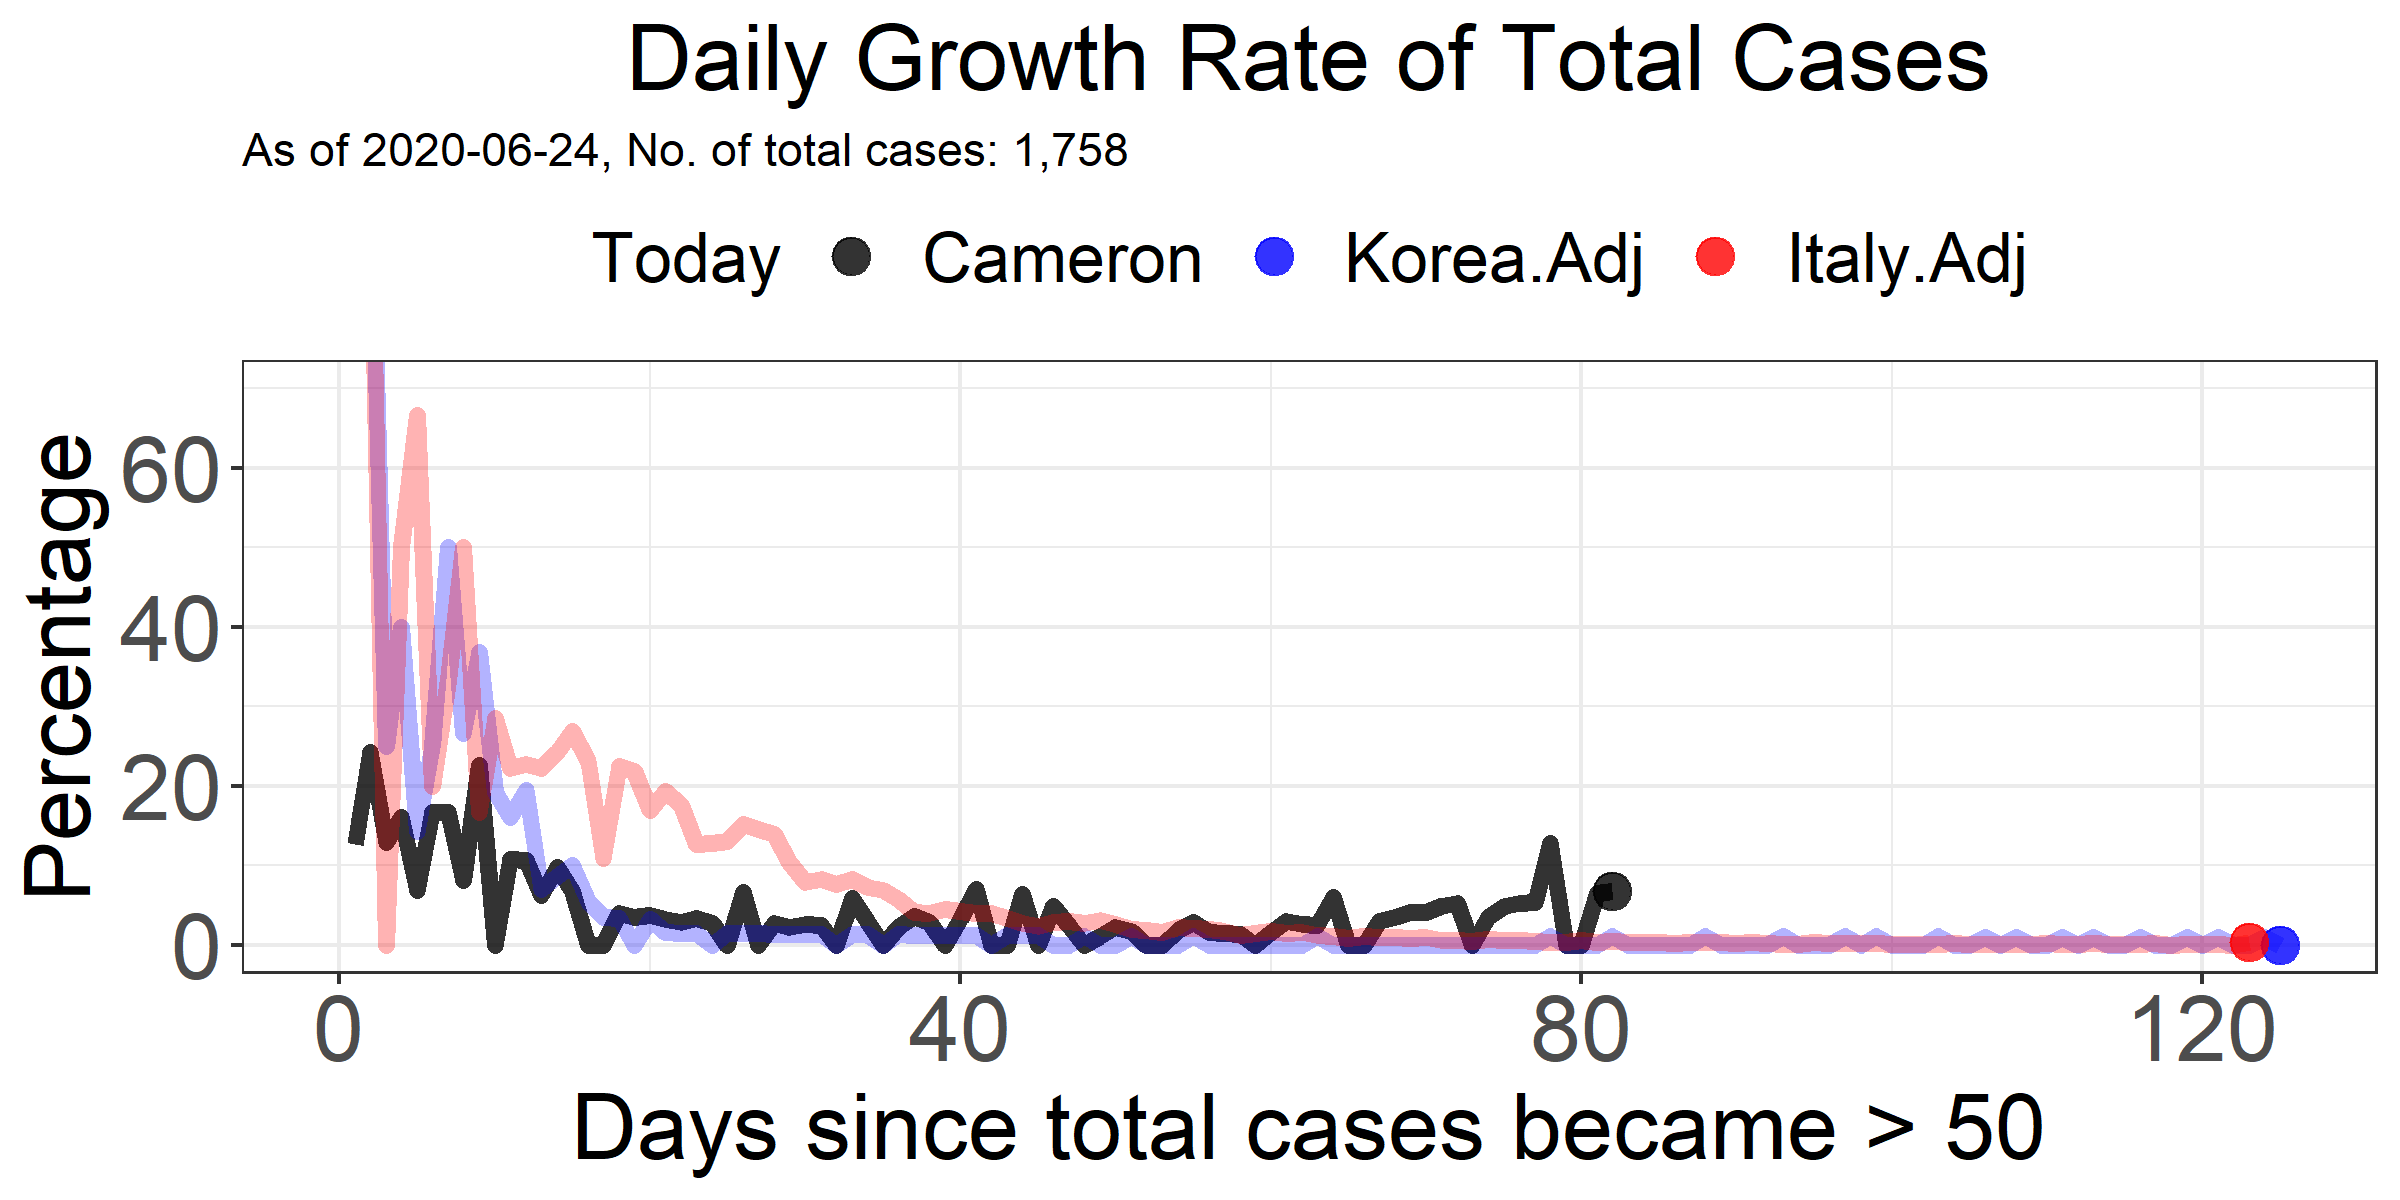 Daily Growth Rate of Total Cases
As of 2020-06-24, No. of total cases: 1,758
Today Cameron Korea.Adj Italy.Adj
Percentage
60
40
20
0
0 40 80 120
Days since total cases became > 50